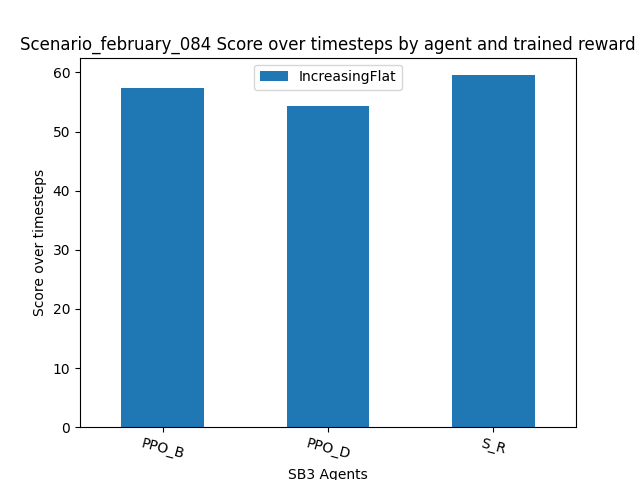 Scenario_february_084 Score over timesteps by agent and trained reward
IncreasingFlat
60
50
40
30
20
10
0
Score over timesteps
PPO_B
PPO_D
S_R
SB3 Agents